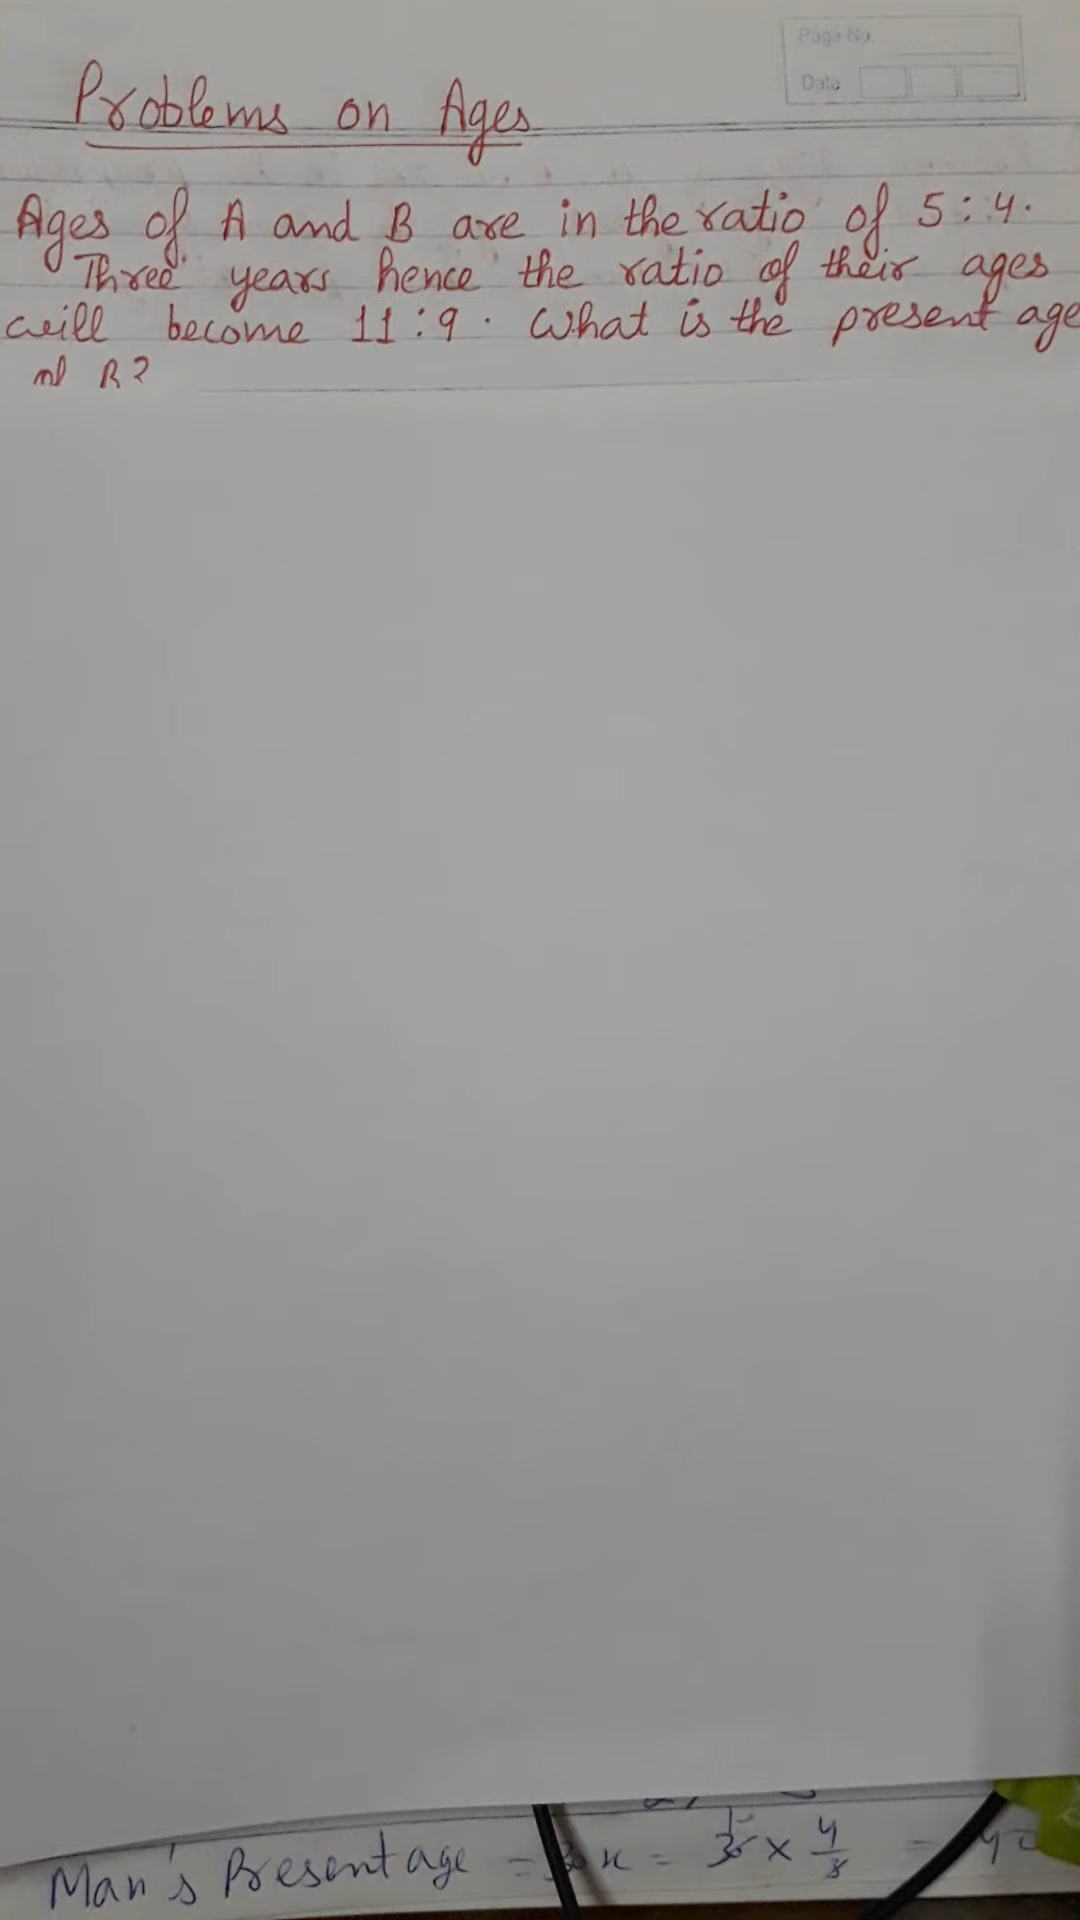 Page No.
Date
Problems on Ages
Ages of A and B are in the ratio of 5:4.
Three years hence the ratio of their ages
will become 11:9. What is the present age
of B?
Man's Present age = x =